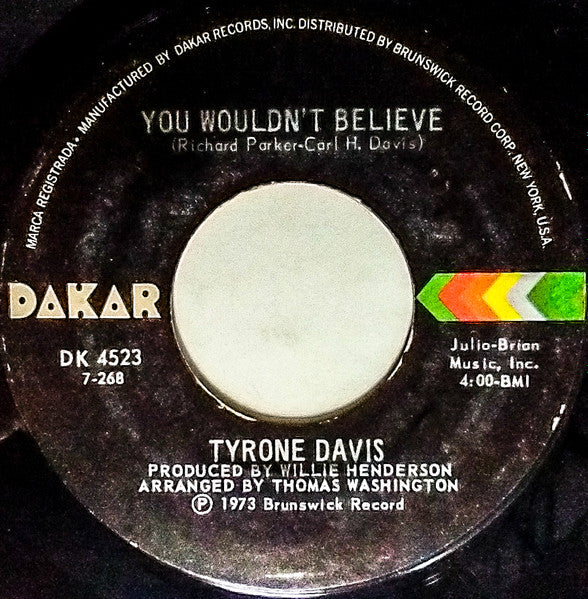 MARCA REGISTRADA • MANUFACTURED BY DAKAR RECORDS, INC. DISTRIBUTED BY BRUNSWICK RECORD CORP. NEW YORK, U.S.A.
YOU WOULDN'T BELIEVE
(Richard Parker-Carl H. Davis)
DAKAR
DK 4523
7-268
Julio-Brian
Music, Inc.
4:00-BMI
TYRONE DAVIS
PRODUCED BY WILLIE HENDERSON
ARRANGED BY THOMAS WASHINGTON
℗ 1973 Brunswick Record